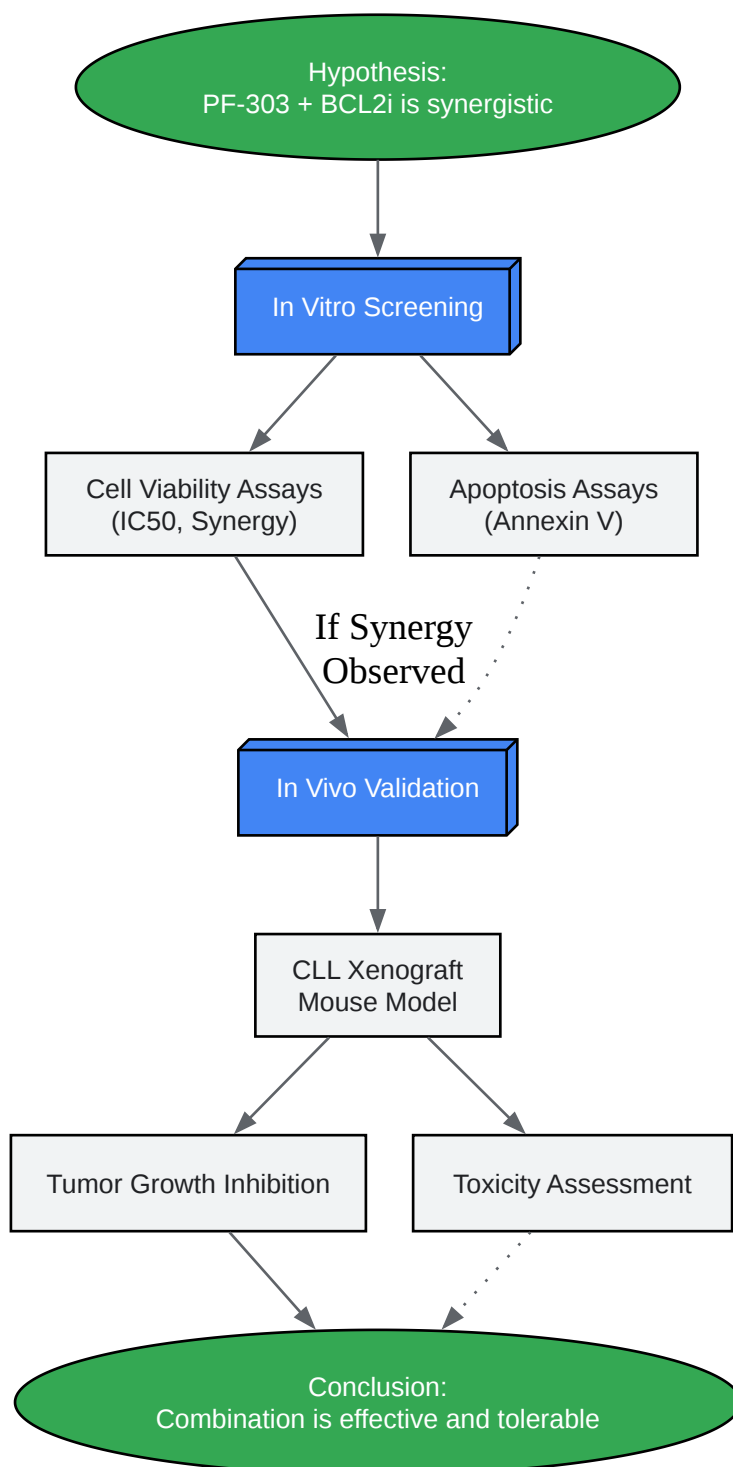 Hypothesis:
PF-303 + BCL2i is synergistic
In Vitro Screening
Cell Viability Assays
(IC50, Synergy)
Apoptosis Assays
(Annexin V)
If Synergy
Observed
In Vivo Validation
CLL Xenograft
Mouse Model
Tumor Growth Inhibition
Toxicity Assessment
Conclusion:
Combination is effective and tolerable